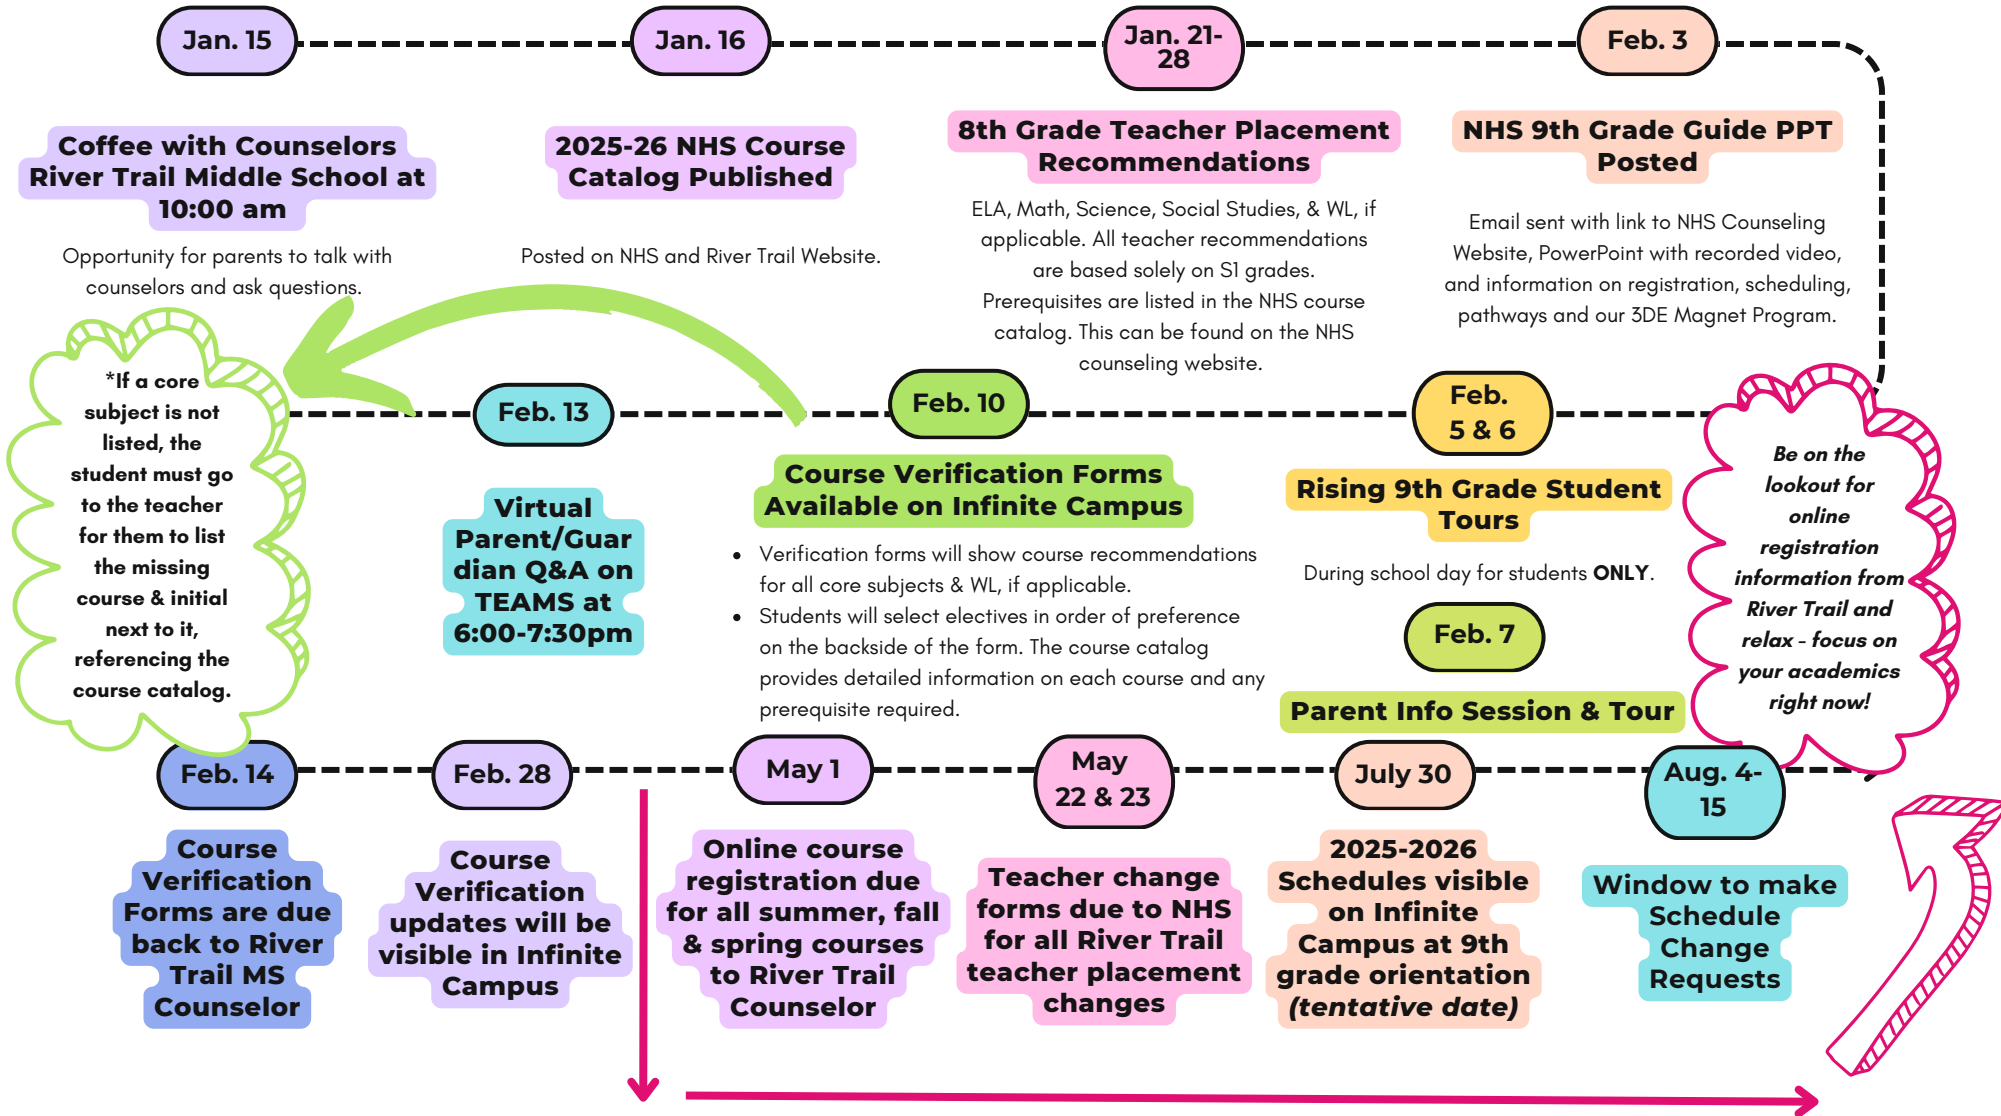 Jan. 15
Coffee with Counselors
River Trail Middle School at
10:00 am
Opportunity for parents to talk with
counselors and ask questions.
Jan. 16
2025-26 NHS Course
Catalog Published
Posted on NHS and River Trail Website.
Jan. 21-
28
8th Grade Teacher Placement
Recommendations
ELA, Math, Science, Social Studies, & WL, if
applicable. All teacher recommendations
are based solely on S1 grades.
Prerequisites are listed in the NHS course
catalog. This can be found on the NHS
counseling website.
Feb. 3
NHS 9th Grade Guide PPT
Posted
Email sent with link to NHS Counseling
Website, PowerPoint with recorded video,
and information on registration, scheduling,
pathways and our 3DE Magnet Program.
Feb.
5 & 6
Rising 9th Grade Student
Tours
During school day for students ONLY.
Feb. 7
Parent Info Session & Tour
Feb. 10
Course Verification Forms
Available on Infinite Campus
• Verification forms will show course recommendations
for all core subjects & WL, if applicable.
• Students will select electives in order of preference
on the backside of the form. The course catalog
provides detailed information on each course and any
prerequisite required.
*If a core
subject is not
listed, the
student must go
to the teacher
for them to list
the missing
course & initial
next to it,
referencing the
course catalog.
Feb. 13
Virtual
Parent/Guar
dian Q&A on
TEAMS at
6:00-7:30pm
Feb. 14
Course
Verification
Forms are due
back to River
Trail MS
Counselor
Feb. 28
Course
Verification
updates will be
visible in Infinite
Campus
May 1
Online course
registration due
for all summer, fall
& spring courses
to River Trail
Counselor
May
22 & 23
Teacher change
forms due to NHS
for all River Trail
teacher placement
changes
July 30
2025-2026
Schedules visible
on Infinite
Campus at 9th
grade orientation
(tentative date)
Aug. 4-
15
Window to make
Schedule
Change
Requests
Be on the
lookout for
online
registration
information from
River Trail and
relax - focus on
your academics
right now!